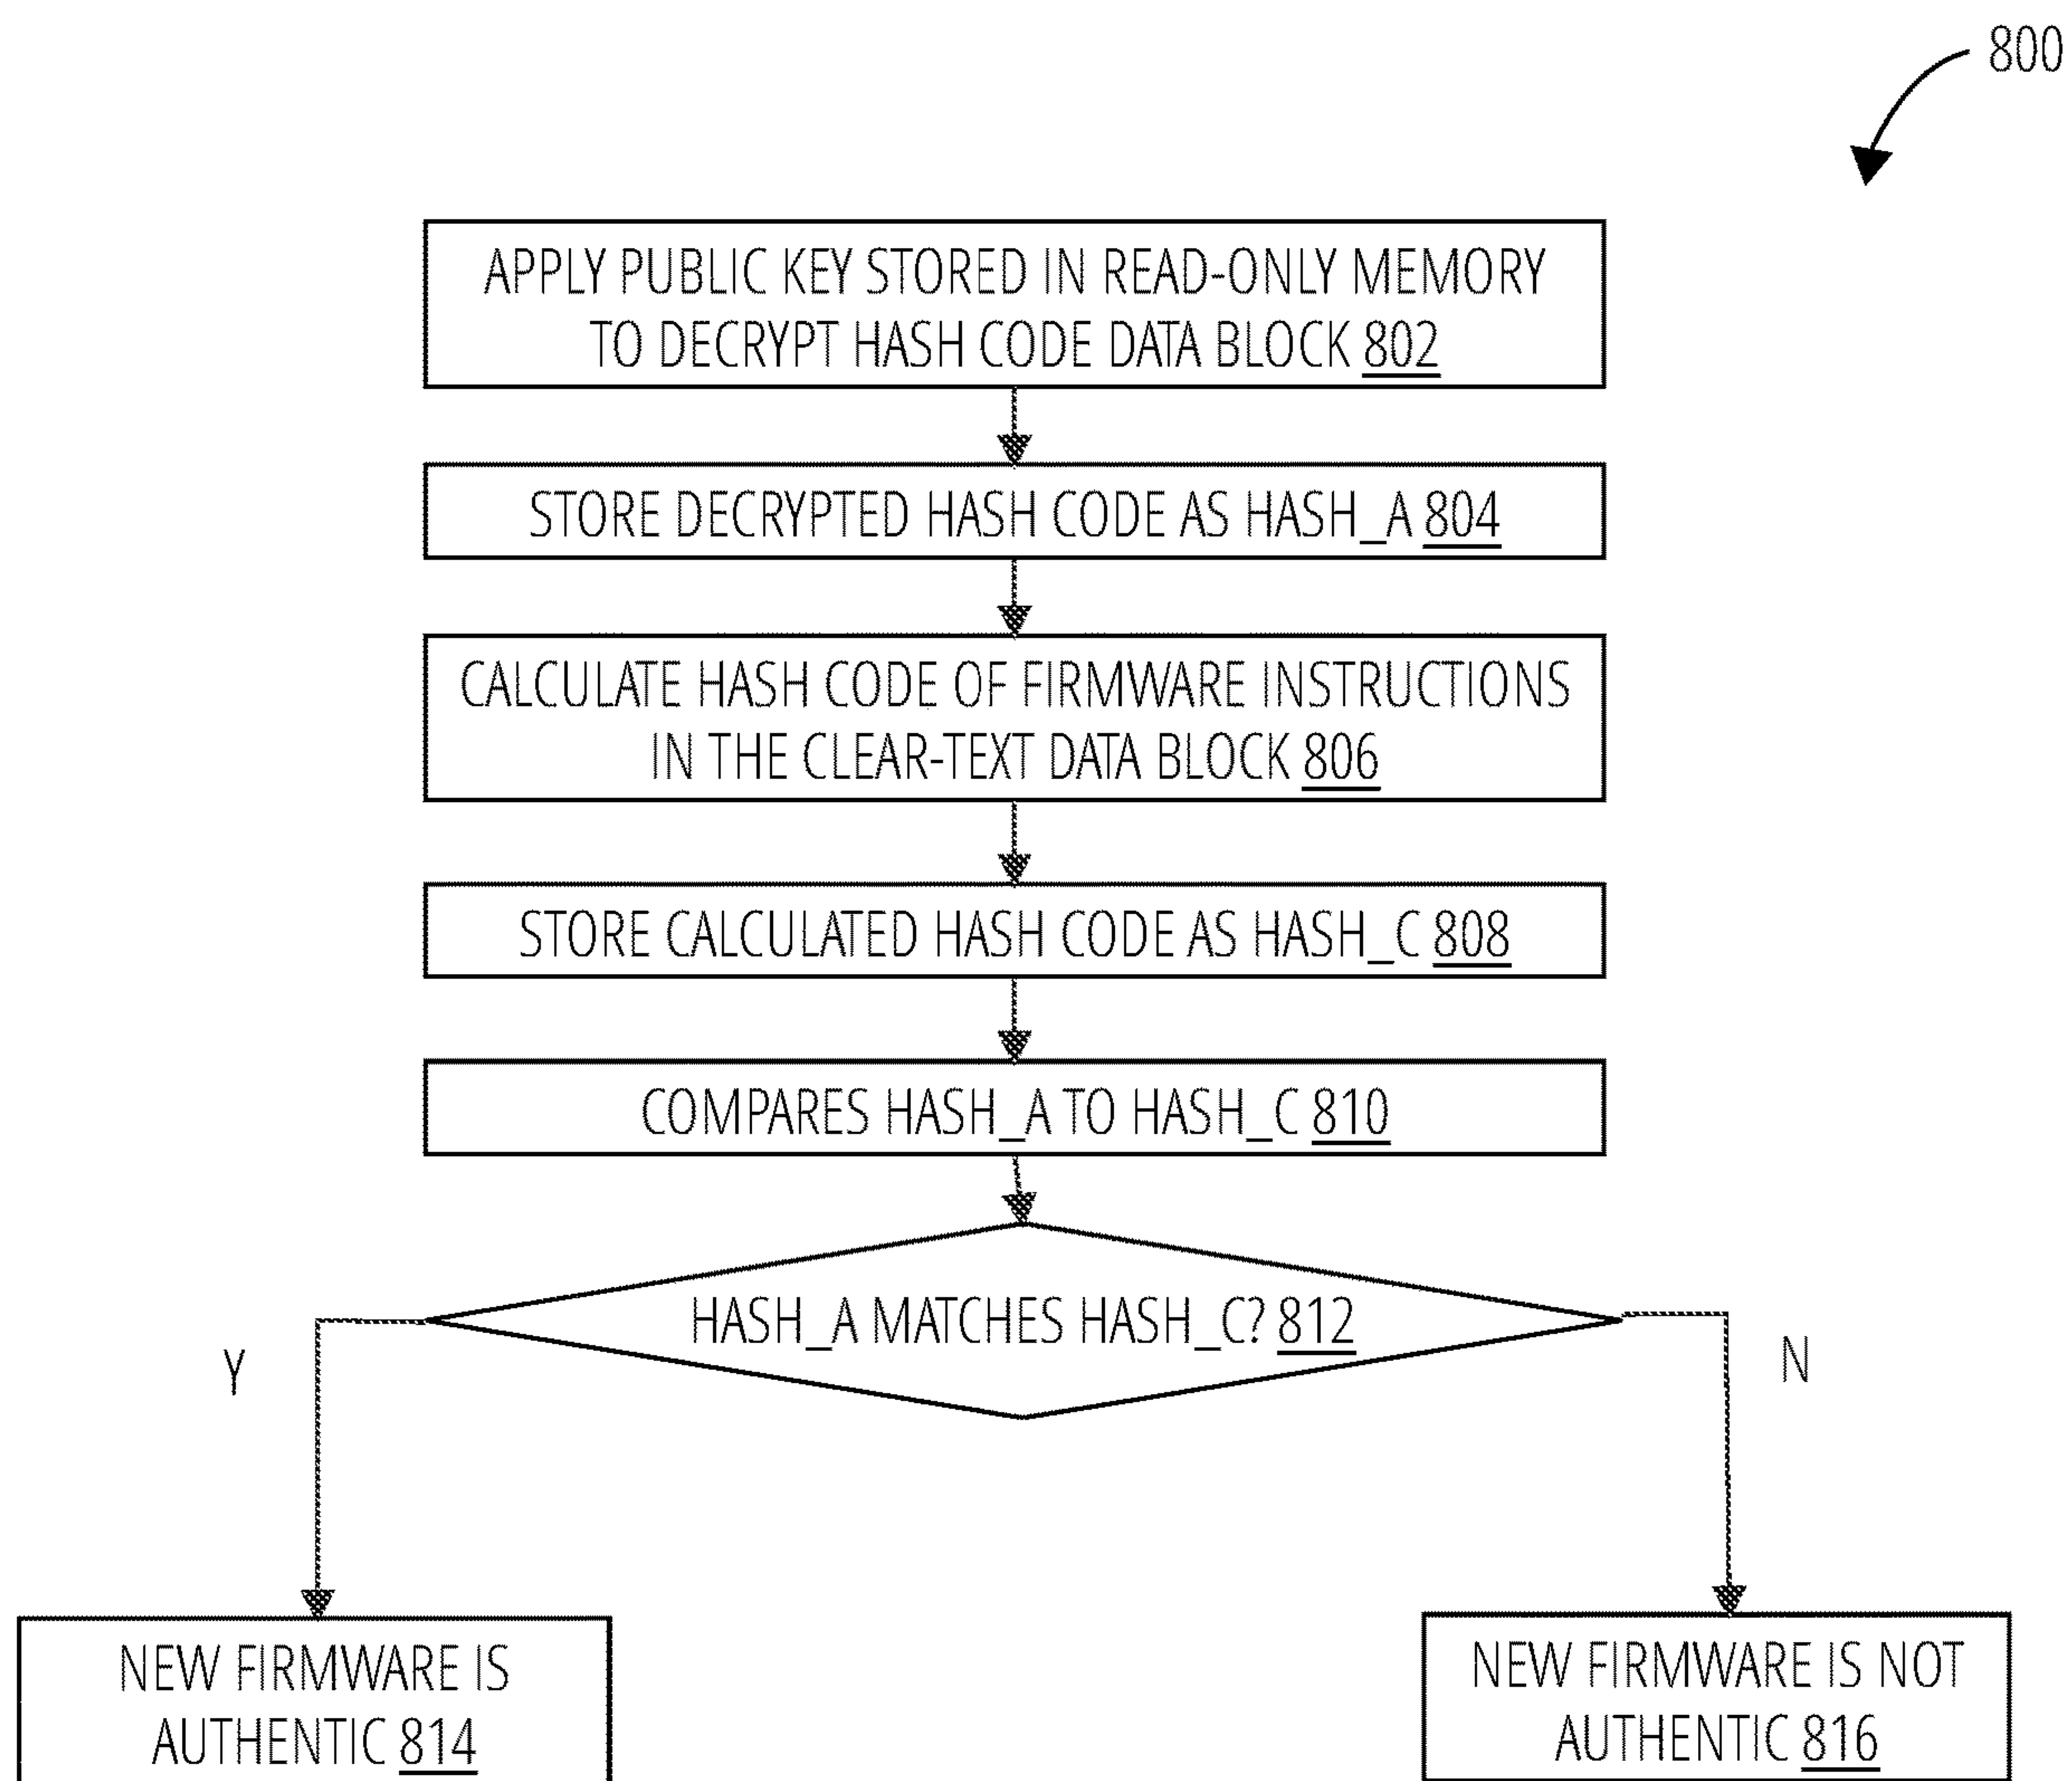 800
APPLY PUBLIC KEY STORED IN READ-ONLY MEMORY
TO DECRYPT HASH CODE DATA BLOCK 802
STORE DECRYPTED HASH CODE AS HASH_A 804
CALCULATE HASH CODE OF FIRMWARE INSTRUCTIONS
IN THE CLEAR-TEXT DATA BLOCK 806
STORE CALCULATED HASH CODE AS HASH_C 808
COMPARES HASH_A TO HASH_C 810
HASH_A MATCHES HASH_C? 812
Y
N
NEW FIRMWARE IS
AUTHENTIC 814
NEW FIRMWARE IS NOT
AUTHENTIC 816